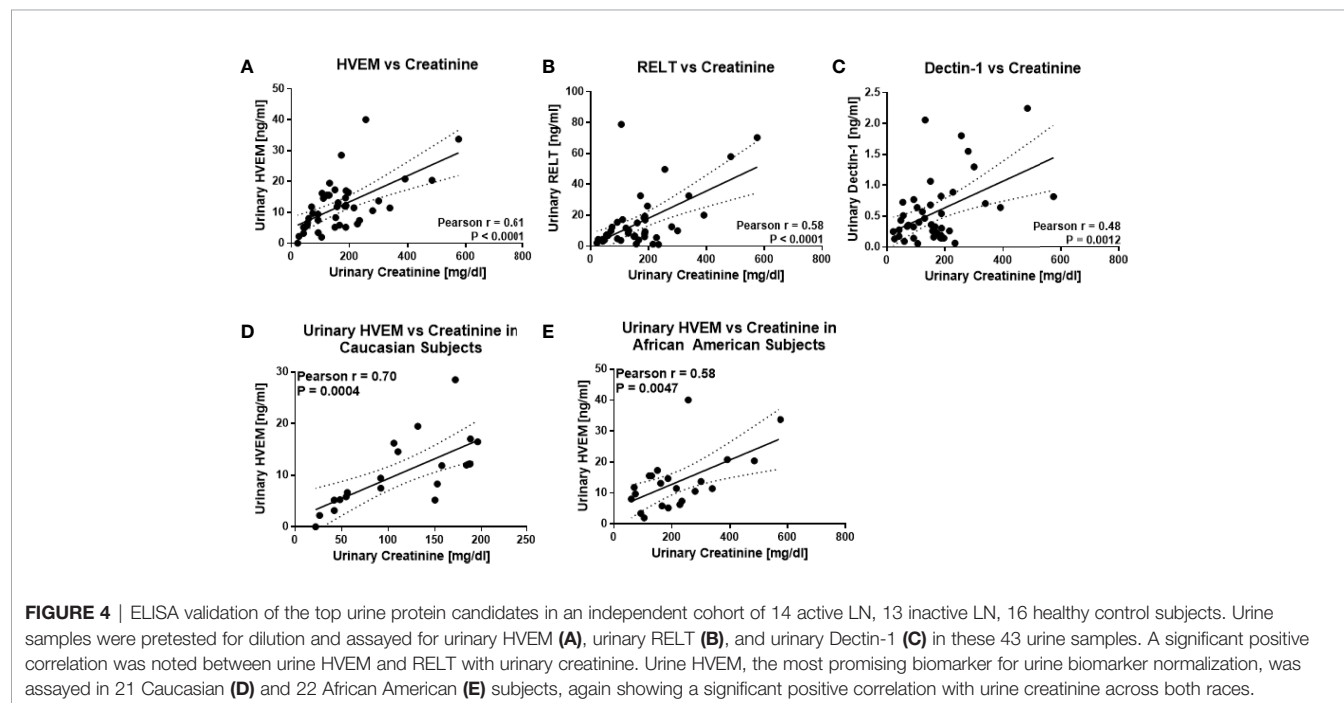 A
HVEM vs Creatinine
Urinary HVEM [ng/ml]
50
40
30
20
10
0
0
200
400
600
800
Urinary Creatinine [mg/dl]
Pearson r = 0.61
P < 0.0001
B
RELT vs Creatinine
Urinary RELT [ng/ml]
100
80
60
40
20
0
0
200
400
600
800
Urinary Creatinine [mg/dl]
Pearson r = 0.58
P < 0.0001
C
Dectin-1 vs Creatinine
Urinary Dectin-1 [ng/ml]
2.5
2.0
1.5
1.0
0.5
0.0
0
200
400
600
800
Urinary Creatinine [mg/dl]
Pearson r = 0.48
P = 0.0012
D
Urinary HVEM vs Creatinine in
Caucasian Subjects
Urinary HVEM [ng/ml]
30
20
10
0
0
50
100
150
200
250
Urinary Creatinine [mg/dl]
Pearson r = 0.70
P = 0.0004
E
Urinary HVEM vs Creatinine in
African American Subjects
Urinary HVEM [ng/ml]
50
40
30
20
10
0
0
200
400
600
800
Urinary Creatinine [mg/dl]
Pearson r = 0.58
P = 0.0047
FIGURE 4 | ELISA validation of the top urine protein candidates in an independent cohort of 14 active LN, 13 inactive LN, 16 healthy control subjects. Urine
samples were pretested for dilution and assayed for urinary HVEM (A), urinary RELT (B), and urinary Dectin-1 (C) in these 43 urine samples. A significant positive
correlation was noted between urine HVEM and RELT with urinary creatinine. Urine HVEM, the most promising biomarker for urine biomarker normalization, was
assayed in 21 Caucasian (D) and 22 African American (E) subjects, again showing a significant positive correlation with urine creatinine across both races.